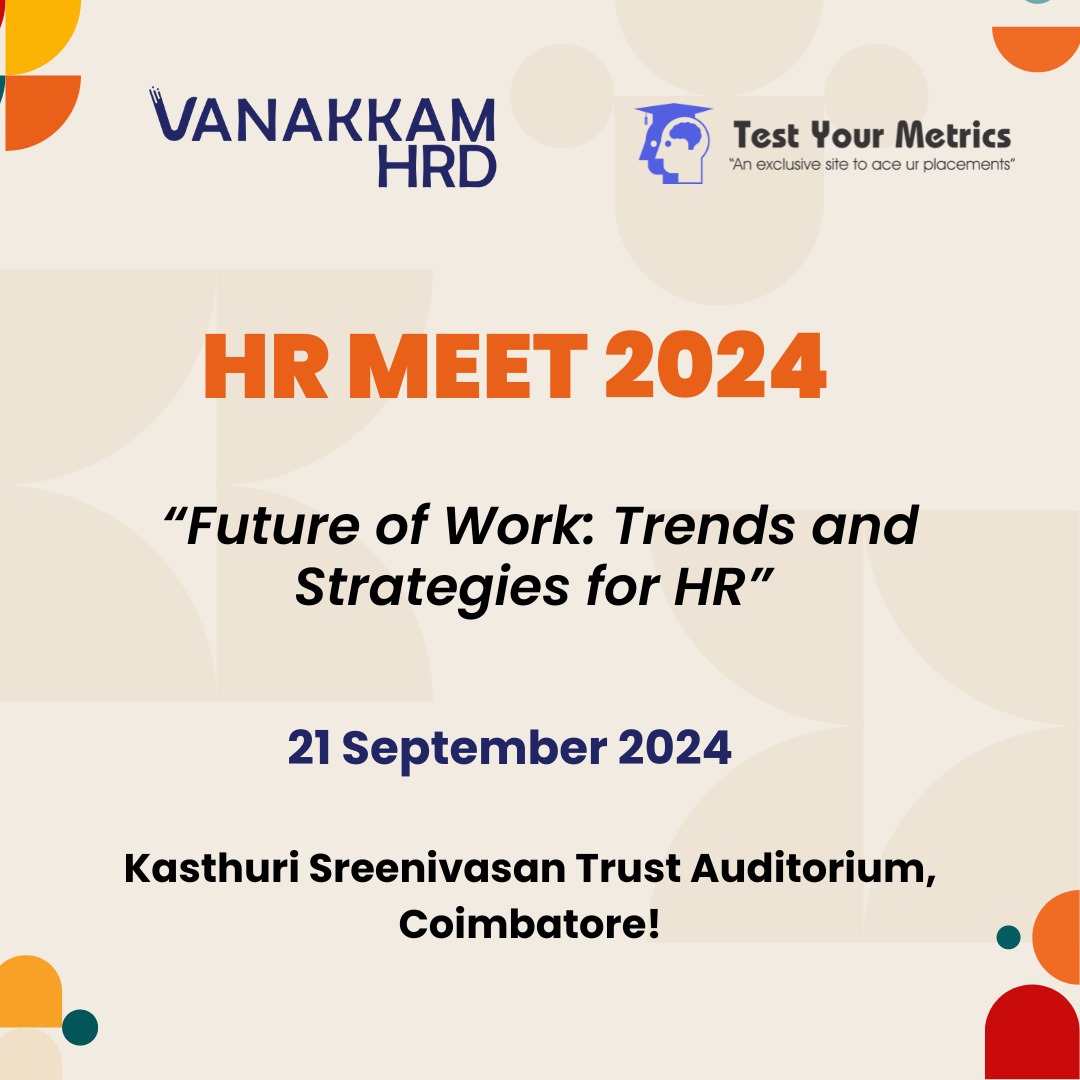 VANAKKAM
HRD
Test Your Metrics
"An exclusive site to ace ur placements"
HR MEET 2024
“Future of Work: Trends and
Strategies for HR”
21 September 2024
Kasthuri Sreenivasan Trust Auditorium,
Coimbatore!